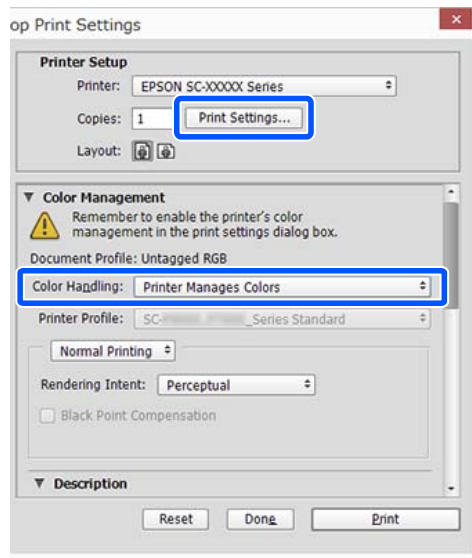 op Print Settings
Printer Setup
Printer: EPSON SC-XXXXX Series
Copies: 1 Print Settings...
Layout:
Color Management
Remember to enable the printer's color
management in the print settings dialog box.
Document Profile: Untagged RGB
Color Handling: Printer Manages Colors
Printer Profile: SC- _Series Standard
Normal Printing
Rendering Intent: Perceptual
Black Point Compensation
Description
Reset Done Print